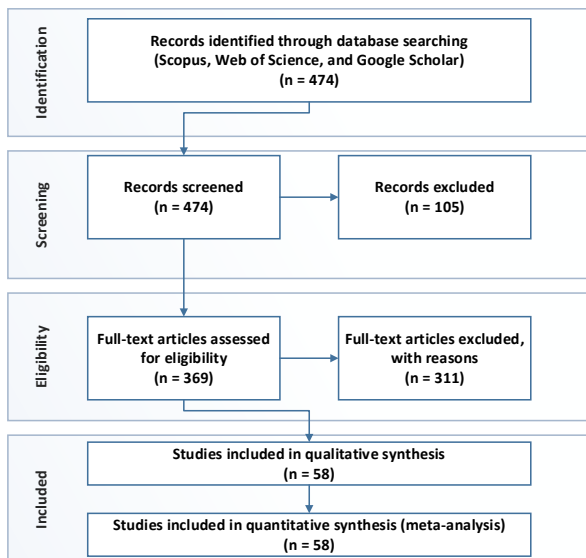 Identification
Records identified through database searching
(Scopus, Web of Science, and Google Scholar)
(n = 474)
Screening
Records screened
(n = 474)
Records excluded
(n = 105)
Eligibility
Full-text articles assessed
for eligibility
(n = 369)
Full-text articles excluded,
with reasons
(n = 311)
Included
Studies included in qualitative synthesis
(n = 58)
Studies included in quantitative synthesis (meta-analysis)
(n = 58)